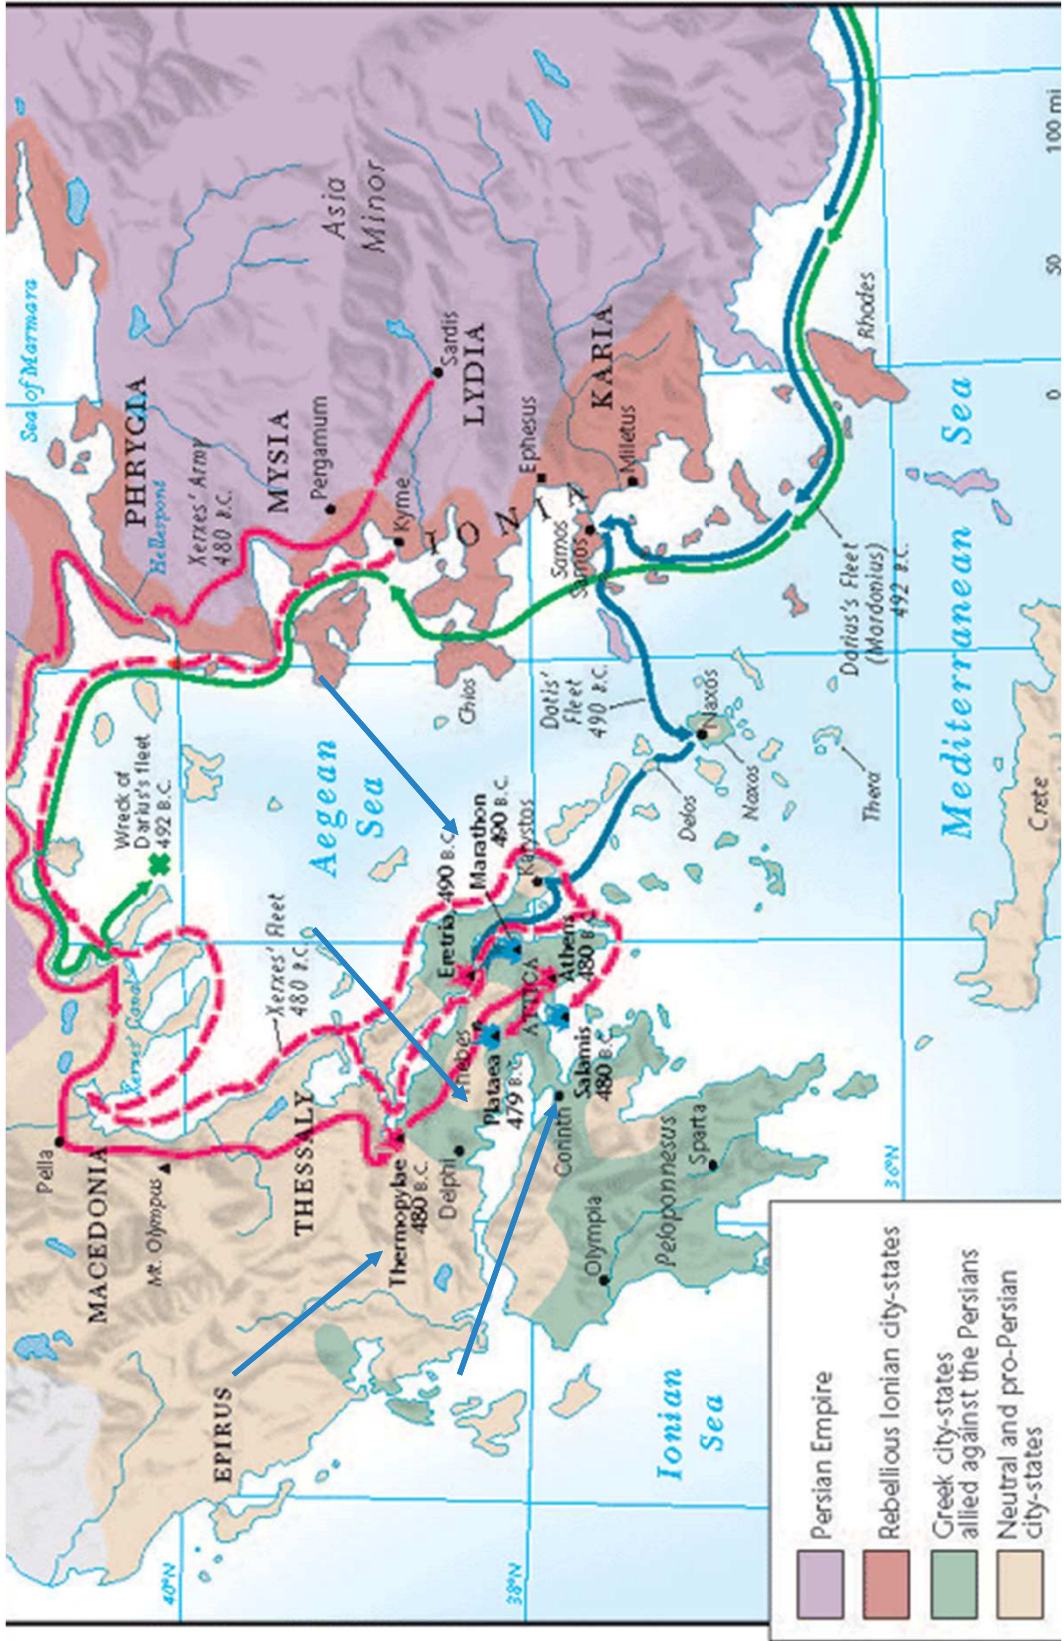 Sea of Marmara
PHRYGIA
Hellespont
Xerxes' Army
480 B.C.
MYSIA
Pergamum
Asia
Minor
Sardis
LYDIA
Kyme
IONIA
Ephesus
KARIA
Miletus
Samos
Samos
Rhodes
Wreck of
Darius's fleet
492 B.C.
Aegean
Sea
Chios
Datis'
Fleet
490 B.C.
Darius's Fleet
(Mardonius)
492 B.C.
Naxos
Naxos
Delos
Thera
Mediterranean Sea
Crete
Pella
MACEDONIA
Mt. Olympus
Xerxes' Canal
Xerxes' Fleet
480 B.C.
THESSALY
EPIRUS
Thermopylae
480 B.C.
Delphi
Thebes
Plataea
479 B.C.
Eretria, 490 B.C.
Marathon
490 B.C.
Karystos
ATTICA
Athens
480 B.C.
Salamis
480 B.C.
Corinth
Olympia
Peloponnesus
Sparta
Ionian
Sea
40°N
38°N
36°N
0
50
100 mi
Persian Empire
Rebellious Ionian city-states
Greek city-states
allied against the Persians
Neutral and pro-Persian
city-states